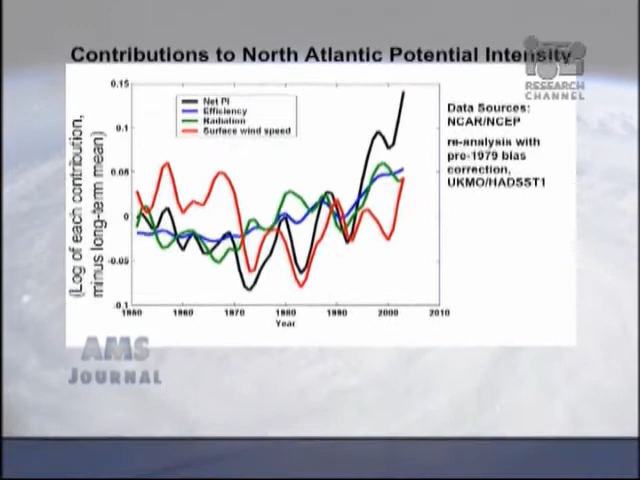 Contributions to North Atlantic Potential Intensity
RESEARCH
CHANNEL
0.15
0.1
0.05
0
-0.05
-0.1
Net PI
Efficiency
Radiation
Surface wind speed
(Log of each contribution,
minus long-term mean)
1950 1960 1970 1980 1990 2000 2010
Year
Data Sources:
NCAR/NCEP
re-analysis with
pre-1979 bias
correction,
UKMO/HADSST1
AMS
JOURNAL